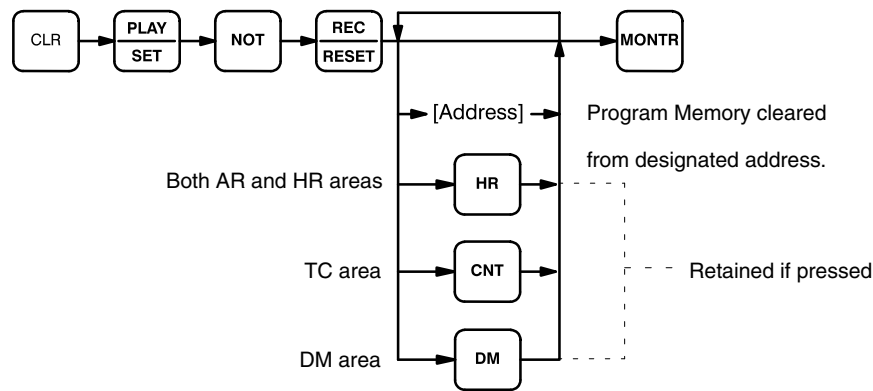 CLR
PLAY
SET
NOT
REC
RESET
MONTR
[Address]
Program Memory cleared
from designated address.
Both AR and HR areas
HR
TC area
CNT
Retained if pressed
DM area
DM